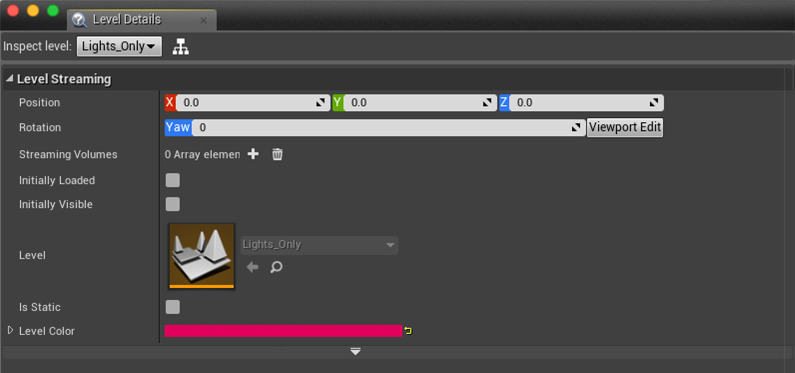 Level Details
Inspect level: Lights_Only
Level Streaming
Position X 0.0 Y 0.0 Z 0.0
Rotation Yaw 0 Viewport Edit
Streaming Volumes 0 Array elemen
Initially Loaded
Initially Visible
Level Lights_Only
Is Static
Level Color